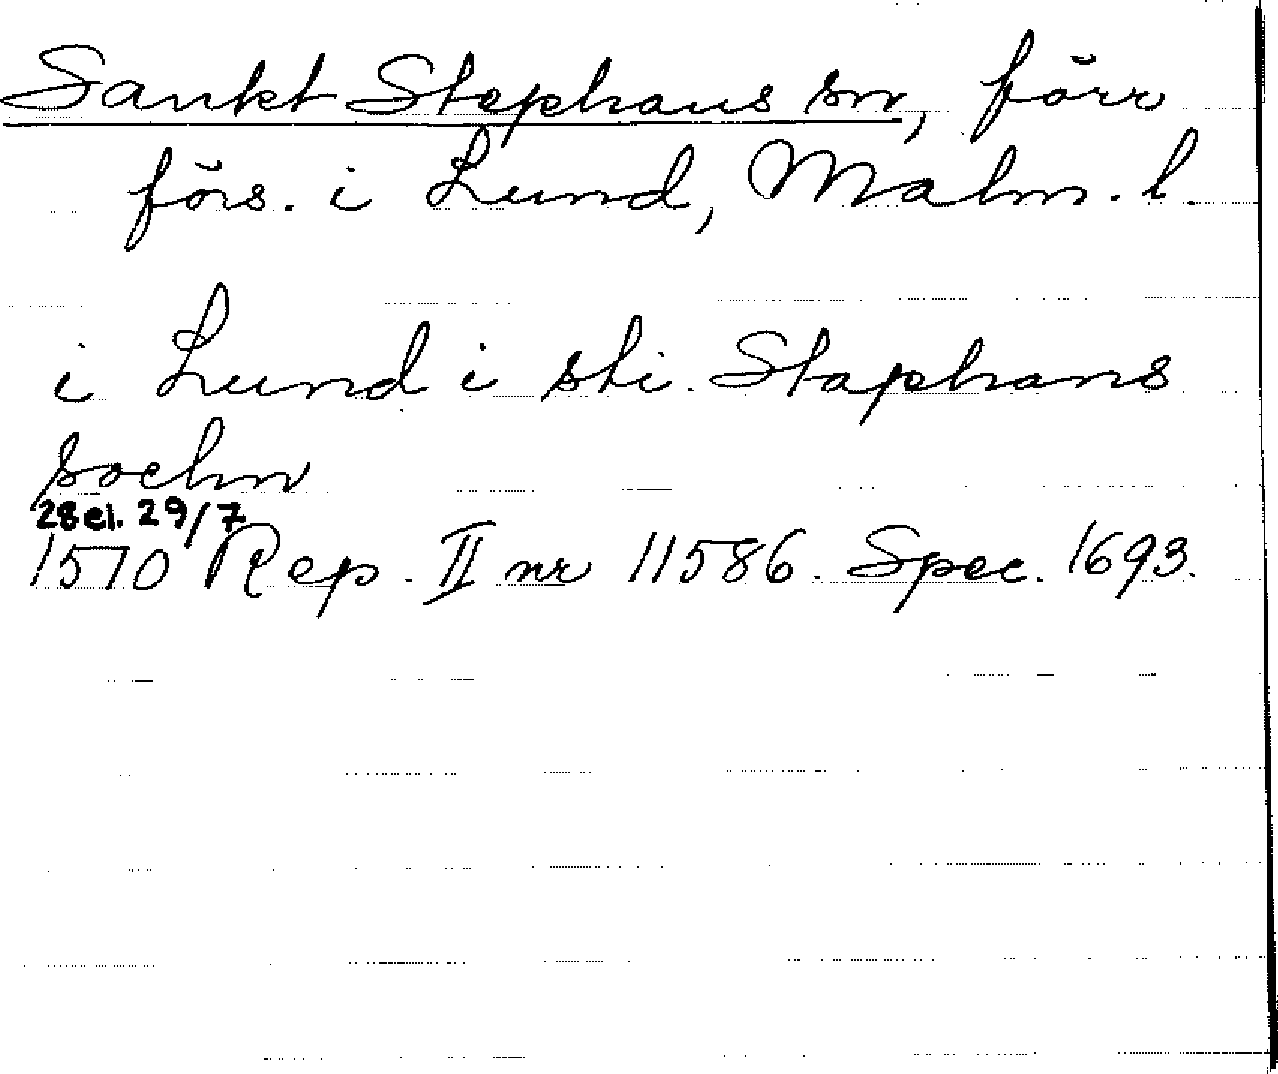 Sankt Stephans sn, förr
förs. i Lund, Malm. l.
i Lund i sti. Staphans
sochn
28 el. 29/7
1510 Rep. II nr 11586. Spec. 1693.